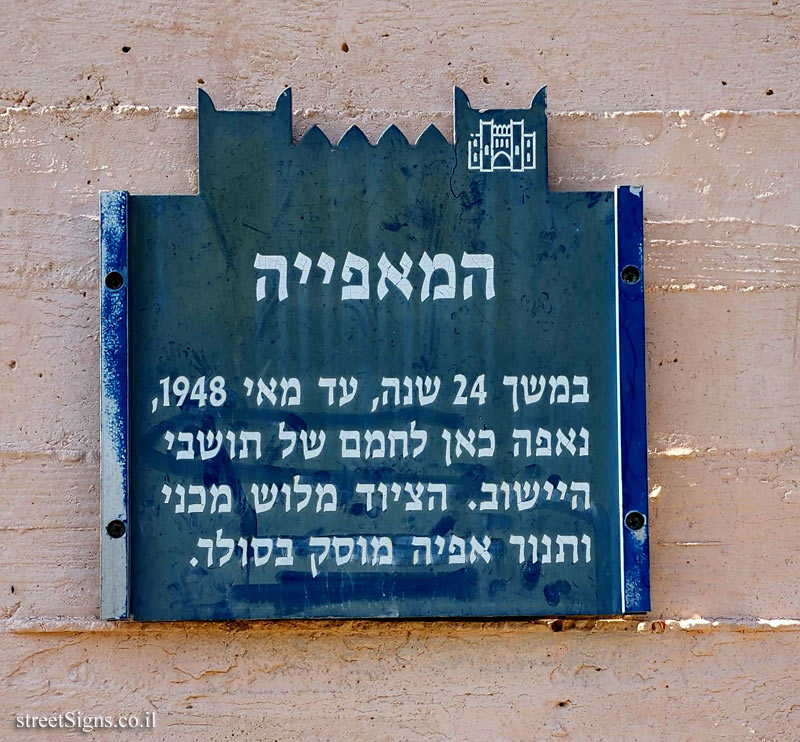 המאפייה
במשך 24 שנה, עד מאי 1948,
נאפה כאן לחמם של תושבי
היישוב. הציוד מלוש מכני
ותנור אפיה מוסק בסולר.
streetSigns.co.il